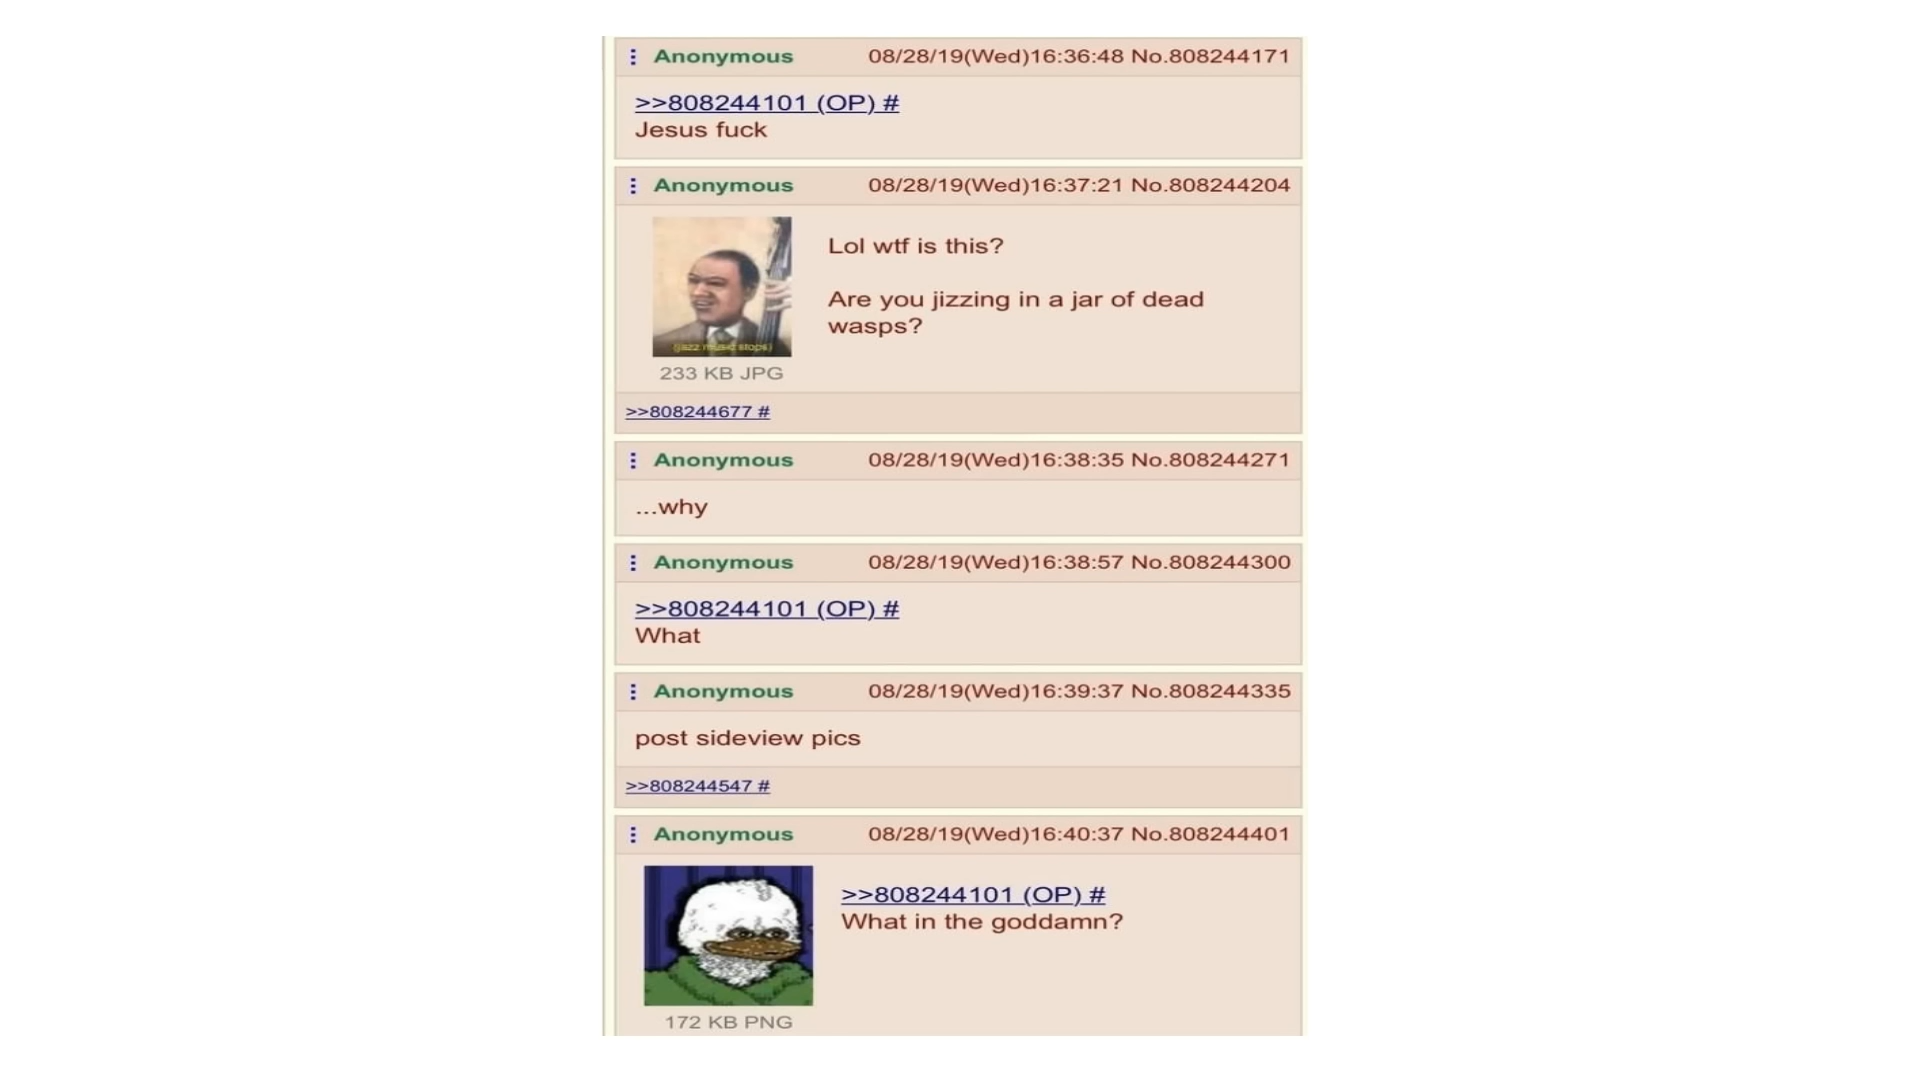 Anonymous 08/28/19(Wed)16:36:48 No.808244171
>>808244101 (OP) #
Jesus fuck
Anonymous 08/28/19(Wed)16:37:21 No.808244204
Lol wtf is this?
Are you jizzing in a jar of dead
wasps?
(jazz music stops)
233 KB JPG
>>808244677 #
Anonymous 08/28/19(Wed)16:38:35 No.808244271
...why
Anonymous 08/28/19(Wed)16:38:57 No.808244300
>>808244101 (OP) #
What
Anonymous 08/28/19(Wed)16:39:37 No.808244335
post sideview pics
>>808244547 #
Anonymous 08/28/19(Wed)16:40:37 No.808244401
>>808244101 (OP) #
What in the goddamn?
172 KB PNG